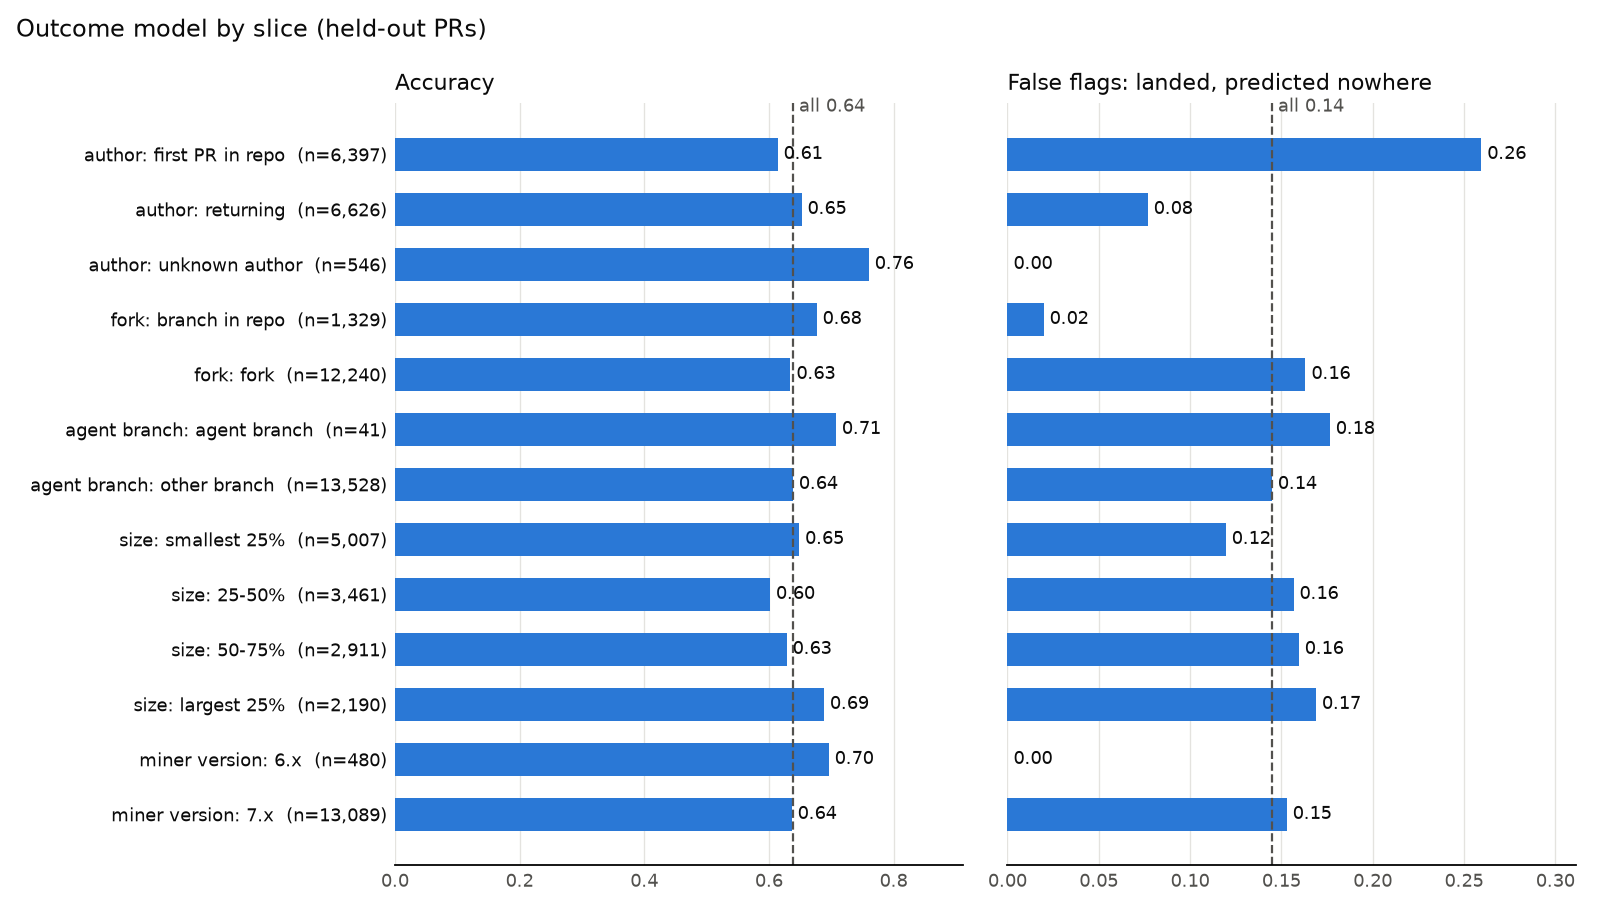 Outcome model by slice (held-out PRs)
Accuracy
all 0.64
author: first PR in repo (n=6,397)
0.61
author: returning (n=6,626)
0.65
author: unknown author (n=546)
0.76
fork: branch in repo (n=1,329)
0.68
fork: fork (n=12,240)
0.63
agent branch: agent branch (n=41)
0.71
agent branch: other branch (n=13,528)
0.64
size: smallest 25% (n=5,007)
0.65
size: 25-50% (n=3,461)
0.60
size: 50-75% (n=2,911)
0.63
size: largest 25% (n=2,190)
0.69
miner version: 6.x (n=480)
0.70
miner version: 7.x (n=13,089)
0.64
0.0 0.2 0.4 0.6 0.8
False flags: landed, predicted nowhere
all 0.14
0.26
0.08
0.00
0.02
0.16
0.18
0.14
0.12
0.16
0.16
0.17
0.00
0.15
0.00 0.05 0.10 0.15 0.20 0.25 0.30